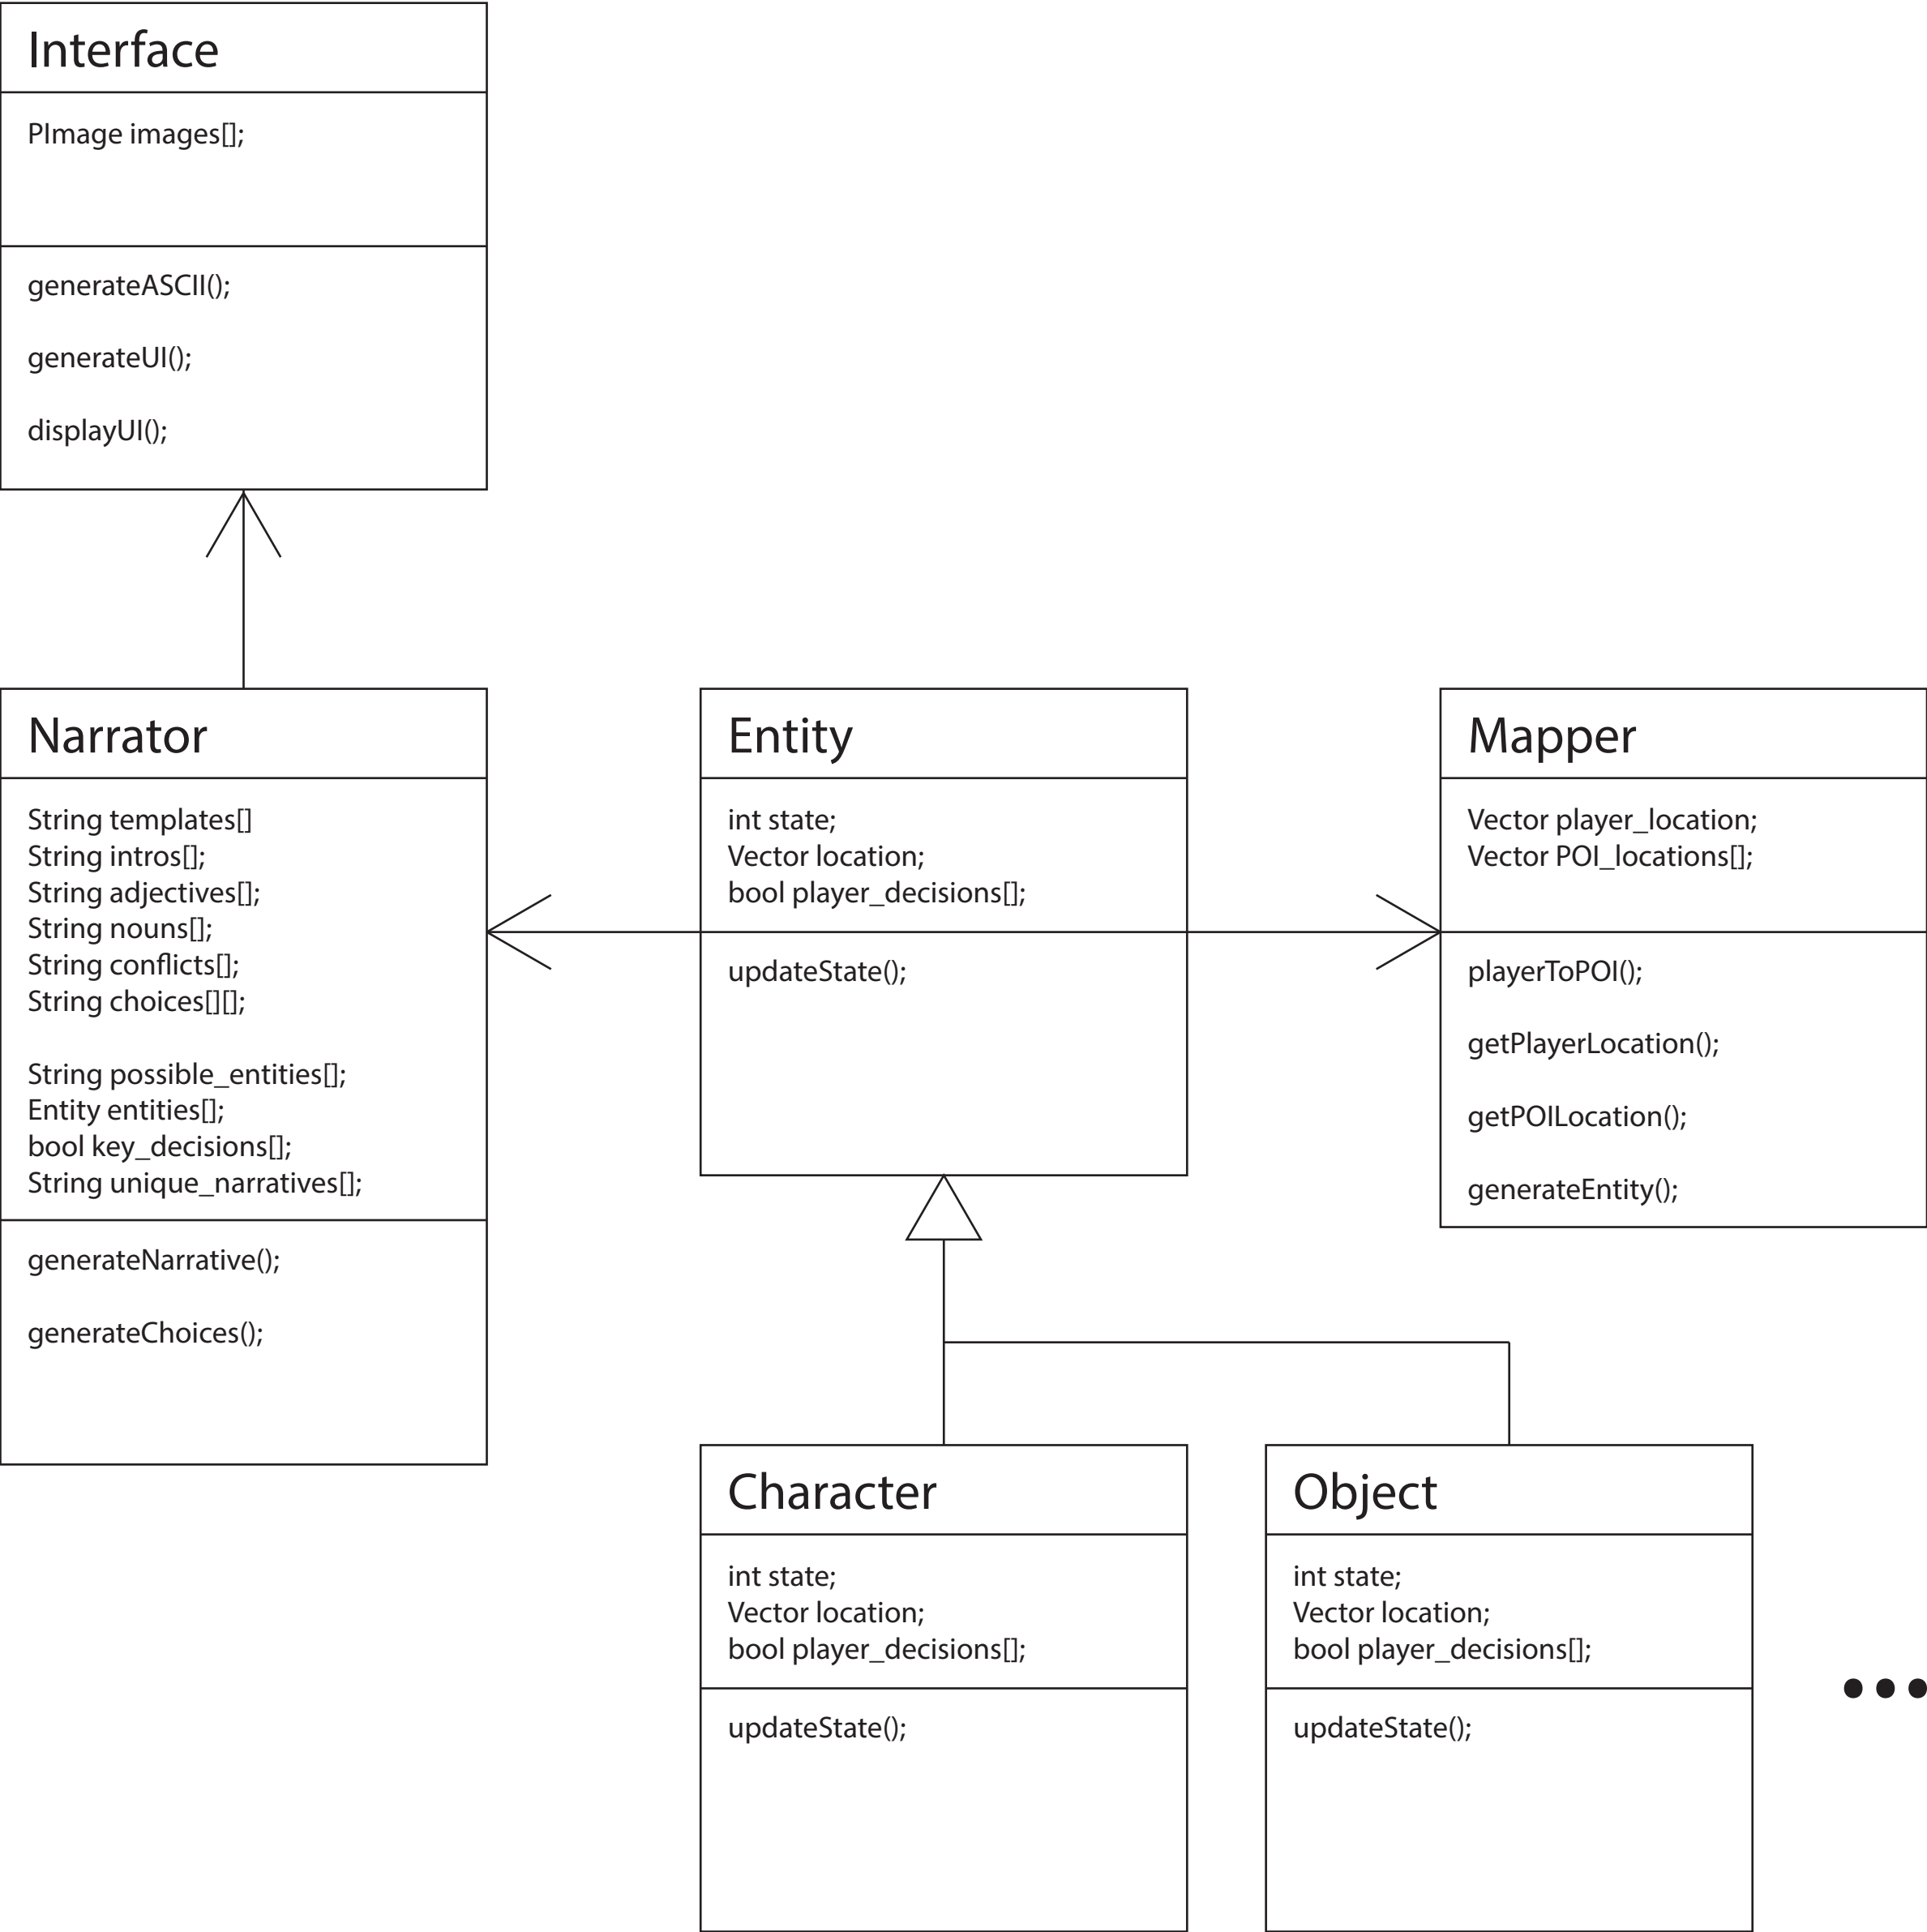 Interface
PImage images[];
generateASCII();
generateUI();
displayUI();
Narrator
String templates[]
String intros[];
String adjectives[];
String nouns[];
String conflicts[];
String choices[][];
String possible_entities[];
Entity entities[];
bool key_decisions[];
String unique_narratives[];
generateNarrative();
generateChoices();
Entity
int state;
Vector location;
bool player_decisions[];
updateState();
Mapper
Vector player_location;
Vector POI_locations[];
playerToPOI();
getPlayerLocation();
getPOILocation();
generateEntity();
Character
int state;
Vector location;
bool player_decisions[];
updateState();
Object
int state;
Vector location;
bool player_decisions[];
updateState();
...